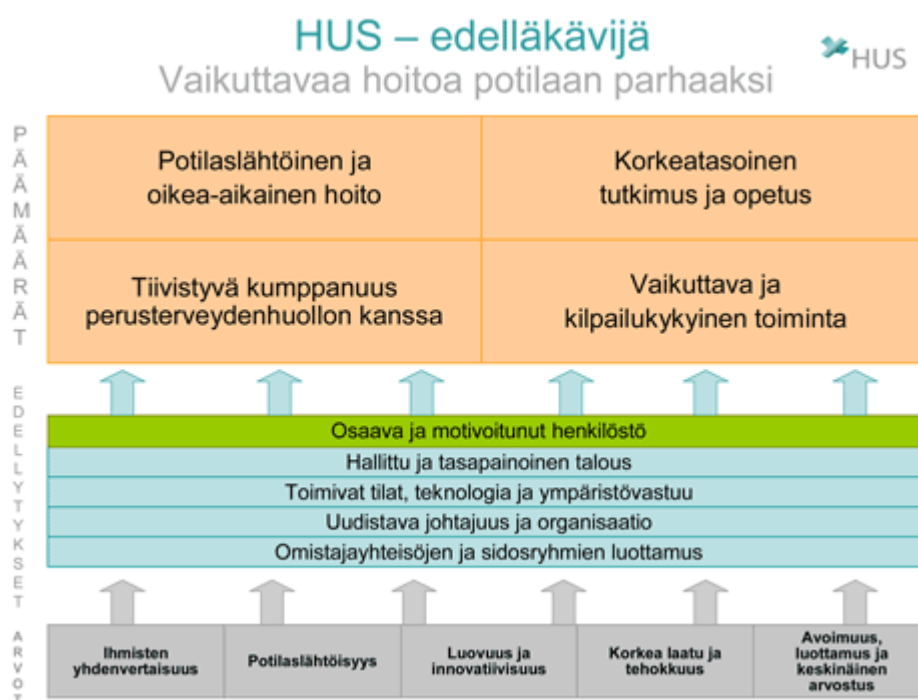 HUS – edelläkävijä
Vaikuttavaa hoitoa potilaan parhaaksi
HUS
PÄÄMÄÄRÄT
Potilaslähtöinen ja
oikea-aikainen hoito
Korkeatasoinen
tutkimus ja opetus
Tiivistyvä kumppanuus
perusterveydenhuollon kanssa
Vaikuttava ja
kilpailukykyinen toiminta
EDELLYTYKSET
Osaava ja motivoitunut henkilöstö
Hallittu ja tasapainoinen talous
Toimivat tilat, teknologia ja ympäristövastuu
Uudistava johtajuus ja organisaatio
Omistajayhteisöjen ja sidosryhmien luottamus
ARVOT
Ihmisten
yhdenvertaisuus
Potilaslähtöisyys
Luovuus ja
innovatiivisuus
Korkea laatu ja
tehokkuus
Avoimuus,
luottamus ja
keskinäinen
arvostus